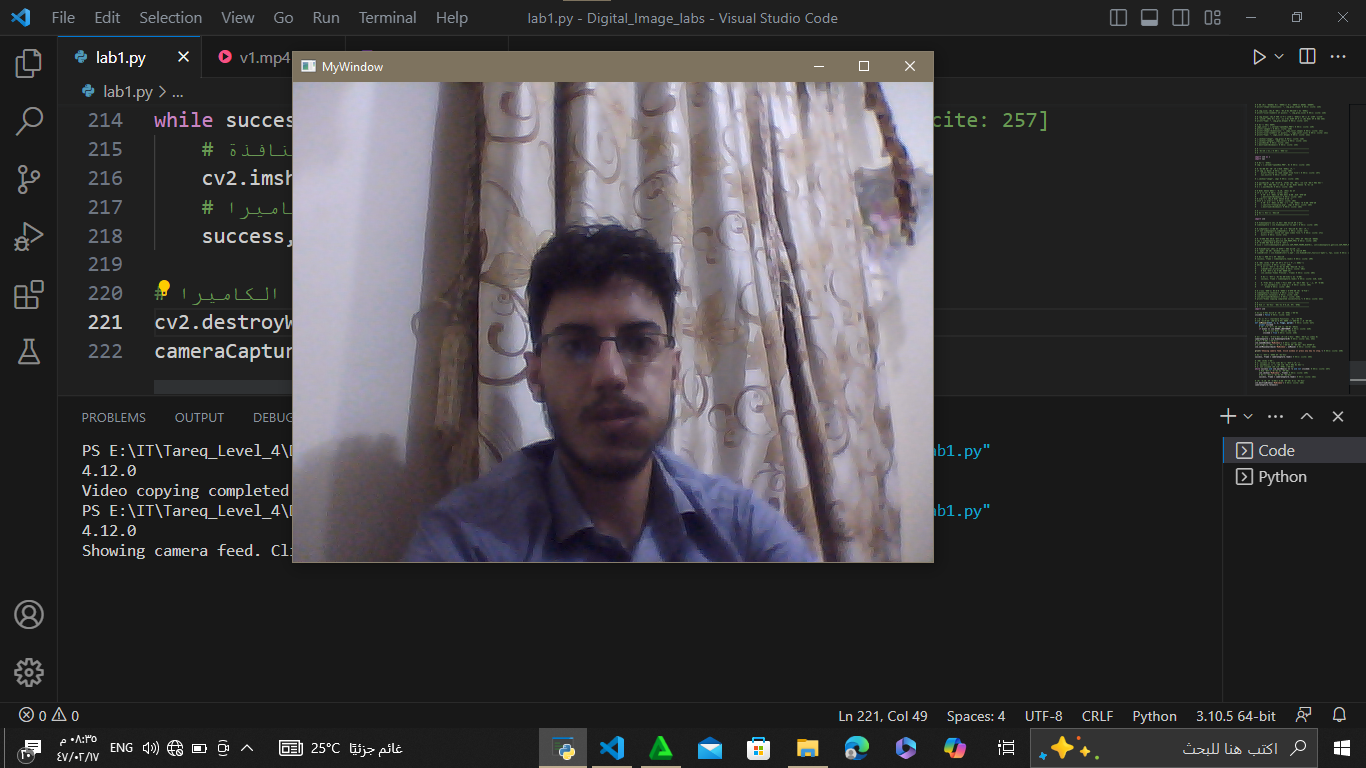 File Edit Selection View Go Run Terminal Help
lab1.py - Digital_Image_labs - Visual Studio Code
lab1.py
v1.mp4
MyWindow
lab1.py > ...
214 while succes cite: 257]
215 # نافذة
216 cv2.imsh
217 # اميرا
218 success,
219
220 # الكاميرا
221 cv2.destroyW
222 cameraCaptur
PROBLEMS OUTPUT DEBUG
PS E:\IT\Tareq_Level_4\D ab1.py"
4.12.0
Video copying completed
PS E:\IT\Tareq_Level_4\D ab1.py"
4.12.0
Showing camera feed. Cli
Code
Python
0 0
Ln 221, Col 49 Spaces: 4 UTF-8 CRLF Python 3.10.5 64-bit
٠٨:٣٥ م
٤٧/٠٢/١٧
٢٠
ENG
25°C غائم جزئيًا
اكتب هنا للبحث